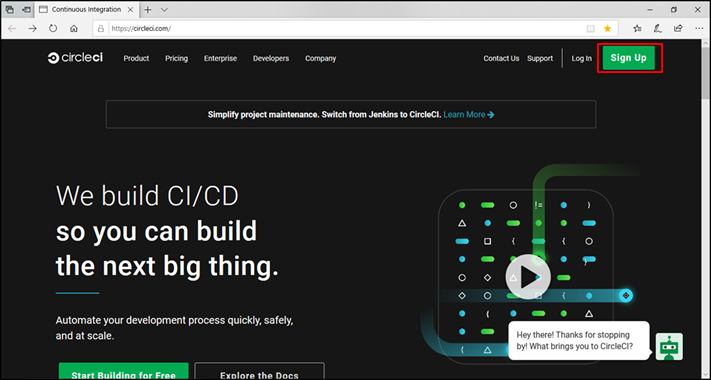 Continuous Integration
https://circleci.com/
circleci Product Pricing Enterprise Developers Company Contact Us Support Log In Sign Up
Simplify project maintenance. Switch from Jenkins to CircleCI. Learn More →
We build CI/CD
so you can build
the next big thing.
Automate your development process quickly, safely,
and at scale.
Start Building for Free Explore the Docs
Hey there! Thanks for stopping
by! What brings you to CircleCI?